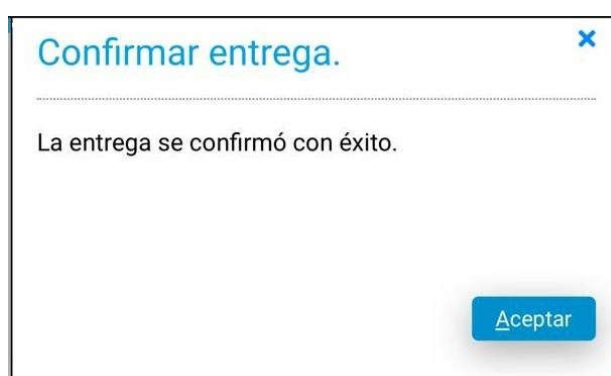 Confirmar entrega.
La entrega se confirmó con éxito.
Aceptar